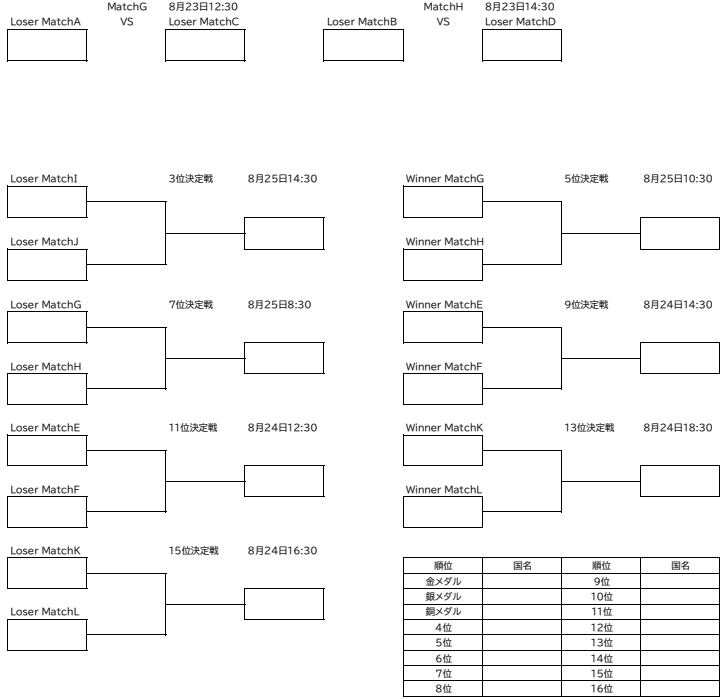 MatchG 8月23日12:30
Loser MatchA VS Loser MatchC
MatchH 8月23日14:30
Loser MatchB VS Loser MatchD
Loser MatchI 3位決定戦 8月25日14:30
Loser MatchJ
Winner MatchG 5位決定戦 8月25日10:30
Winner MatchH
Loser MatchG 7位決定戦 8月25日8:30
Loser MatchH
Winner MatchE 9位決定戦 8月24日14:30
Winner MatchF
Loser MatchE 11位決定戦 8月24日12:30
Loser MatchF
Winner MatchK 13位決定戦 8月24日18:30
Winner MatchL
Loser MatchK 15位決定戦 8月24日16:30
Loser MatchL
順位 国名 順位 国名
金メダル 9位
銀メダル 10位
銅メダル 11位
4位 12位
5位 13位
6位 14位
7位 15位
8位 16位